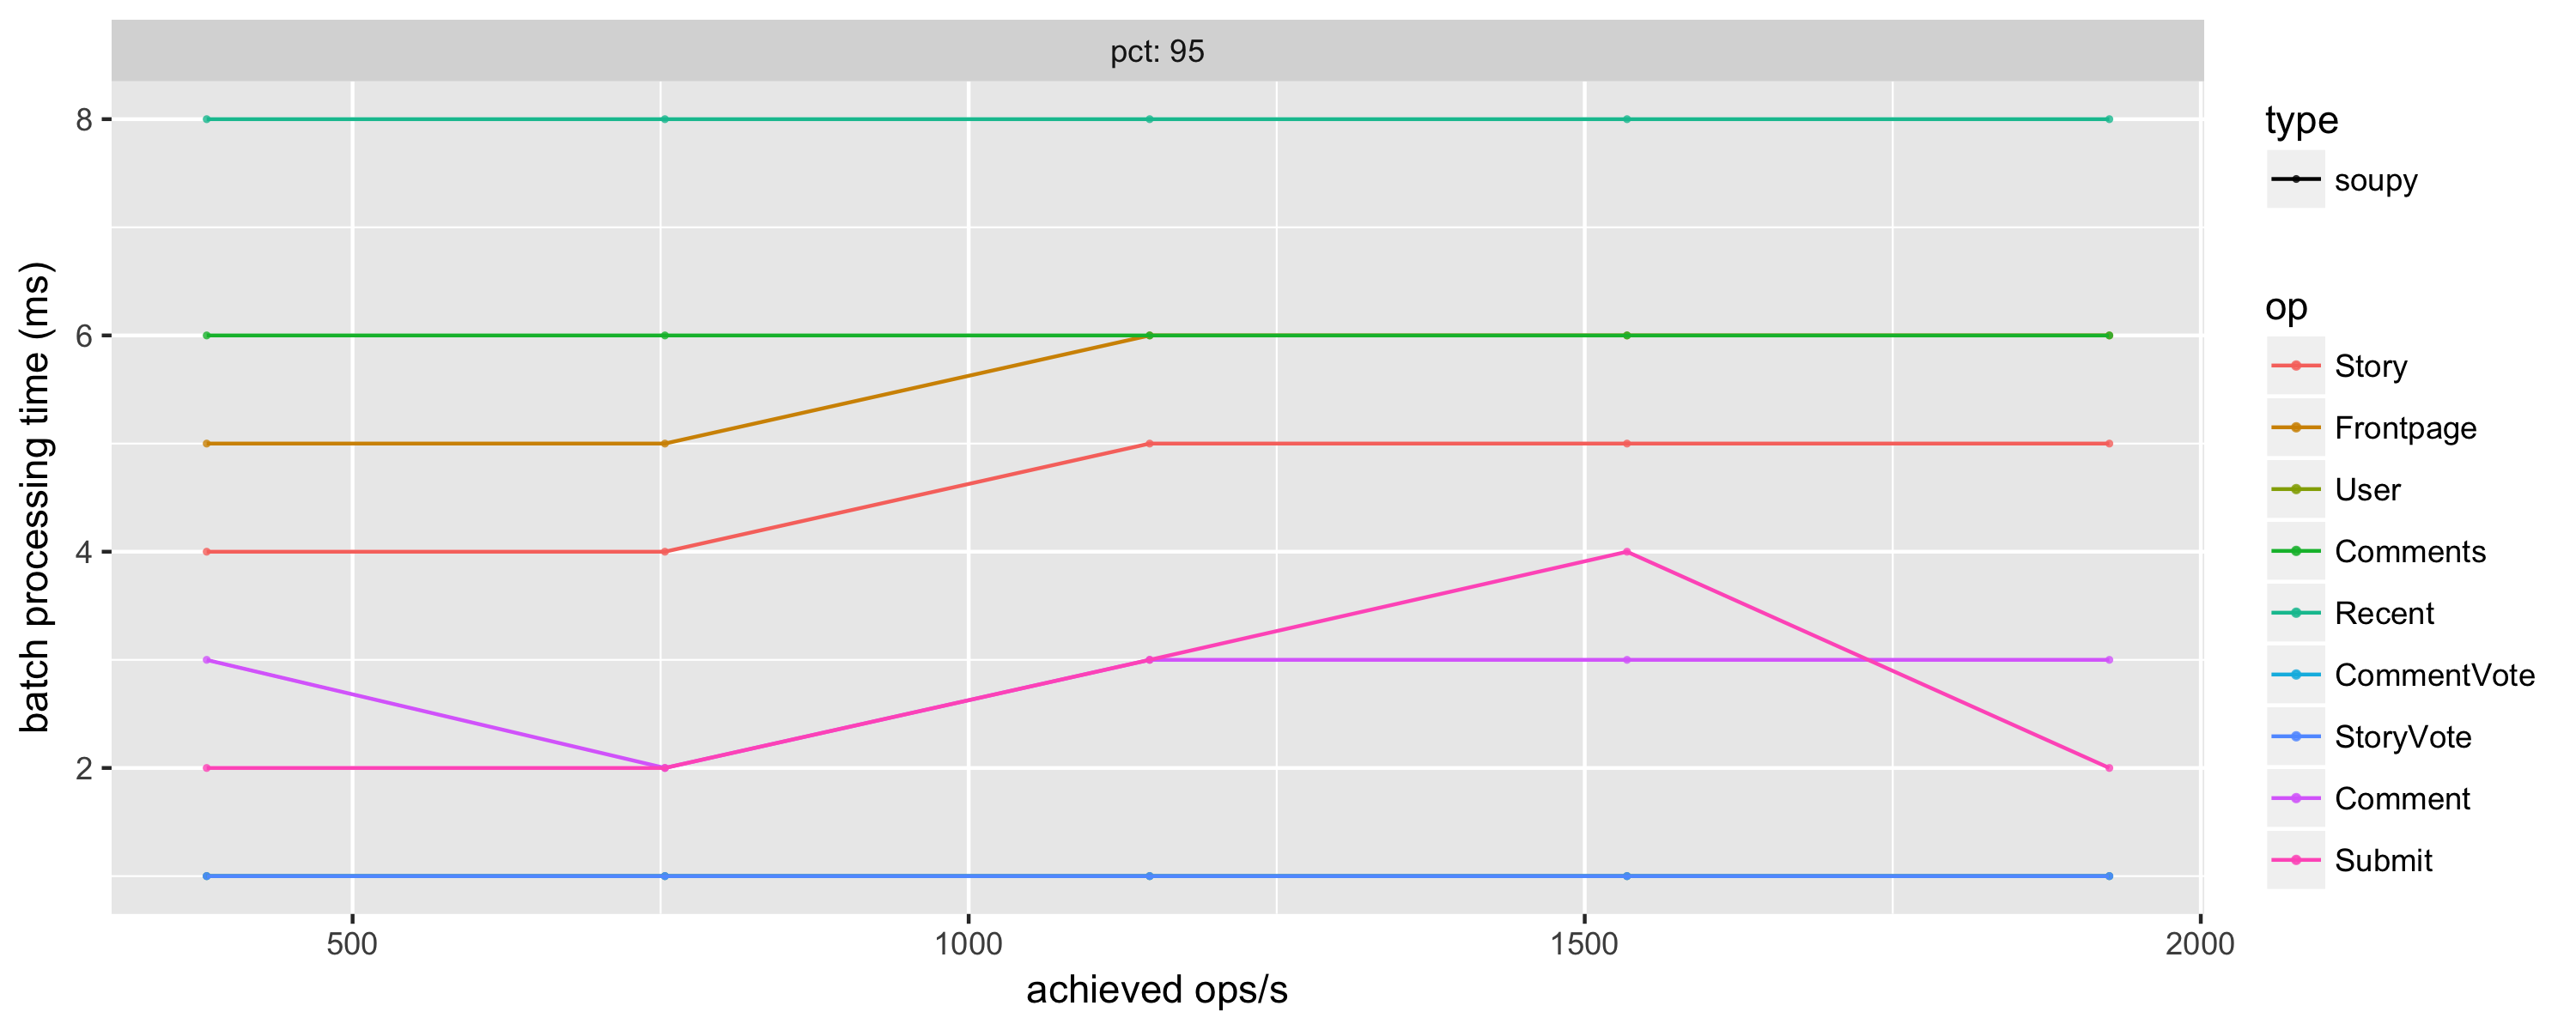 pct: 95
8
6
4
2
batch processing time (ms)
500 1000 1500 2000
achieved ops/s
type
soupy
op
Story
Frontpage
User
Comments
Recent
CommentVote
StoryVote
Comment
Submit